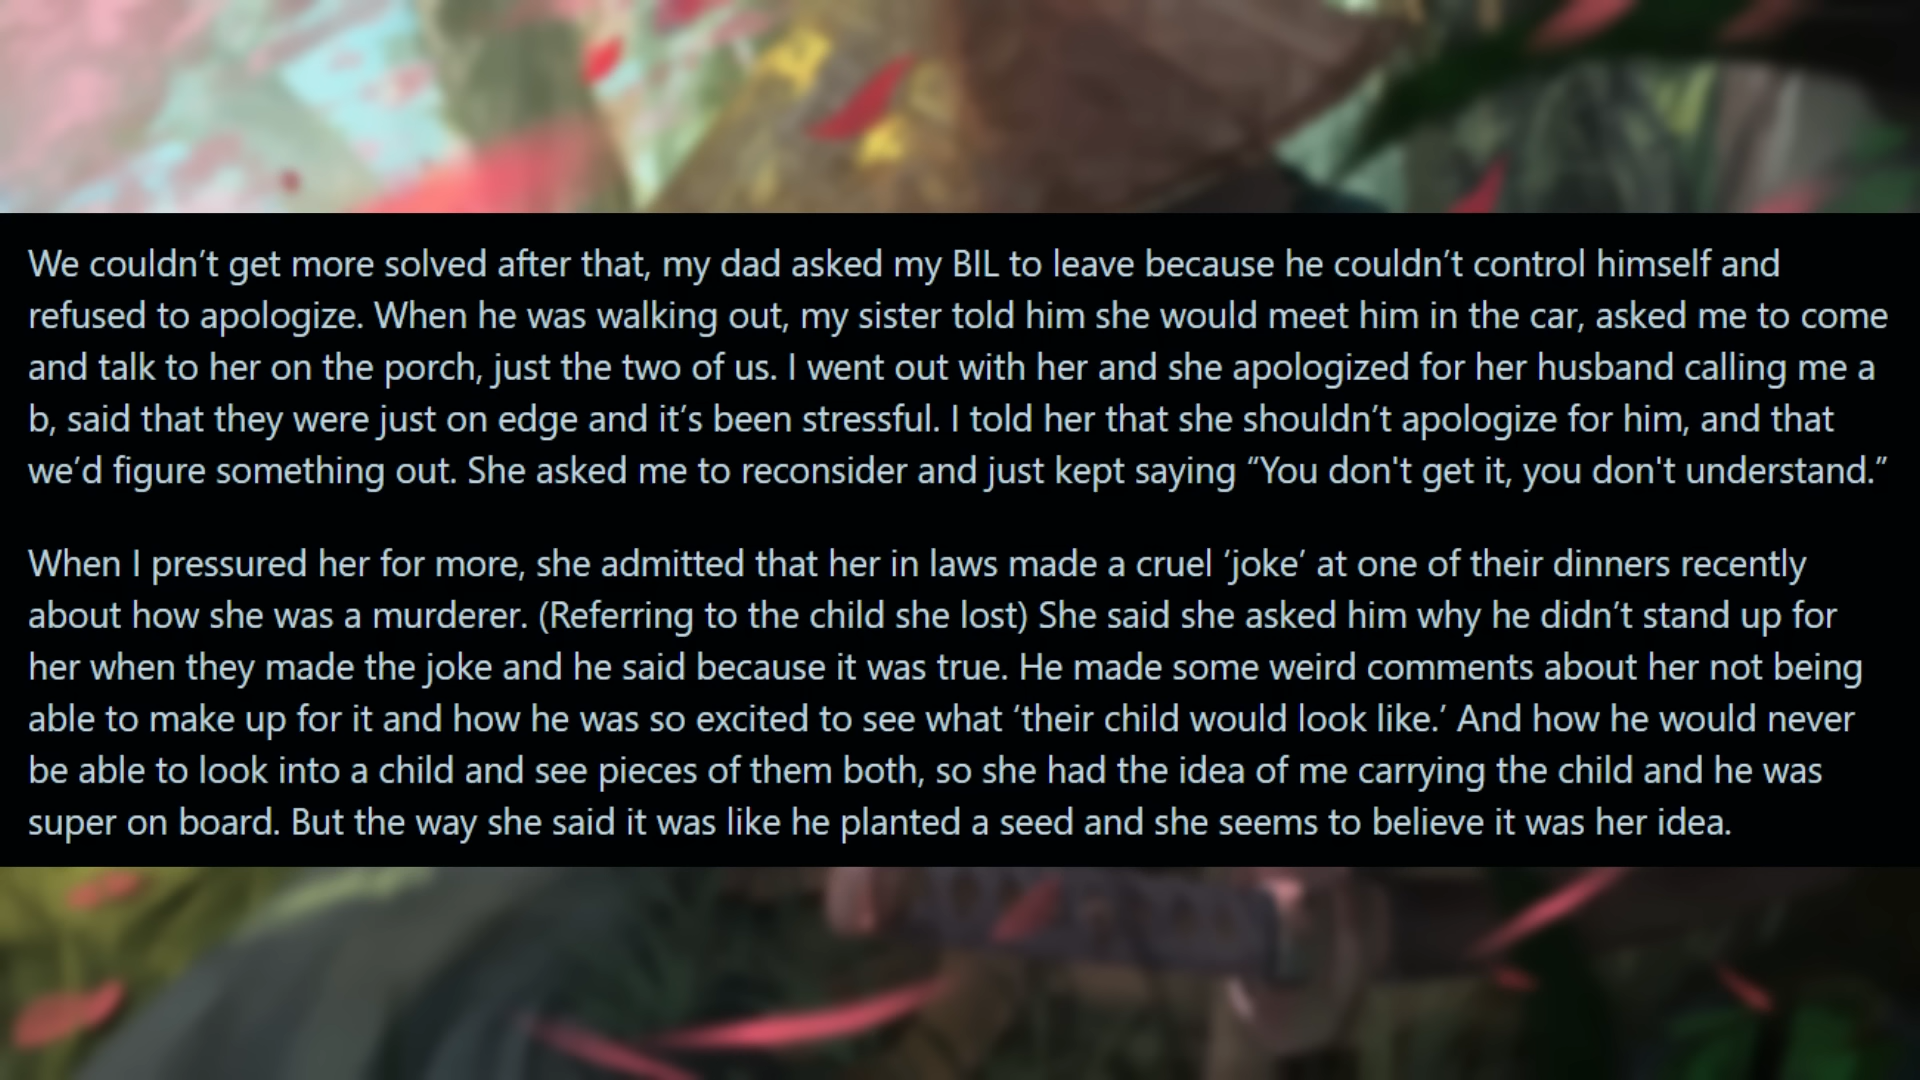 We couldn’t get more solved after that, my dad asked my BIL to leave because he couldn’t control himself and
refused to apologize. When he was walking out, my sister told him she would meet him in the car, asked me to come
and talk to her on the porch, just the two of us. I went out with her and she apologized for her husband calling me a
b, said that they were just on edge and it’s been stressful. I told her that she shouldn’t apologize for him, and that
we’d figure something out. She asked me to reconsider and just kept saying “You don't get it, you don't understand.”
When I pressured her for more, she admitted that her in laws made a cruel ‘joke’ at one of their dinners recently
about how she was a murderer. (Referring to the child she lost) She said she asked him why he didn’t stand up for
her when they made the joke and he said because it was true. He made some weird comments about her not being
able to make up for it and how he was so excited to see what ‘their child would look like.’ And how he would never
be able to look into a child and see pieces of them both, so she had the idea of me carrying the child and he was
super on board. But the way she said it was like he planted a seed and she seems to believe it was her idea.